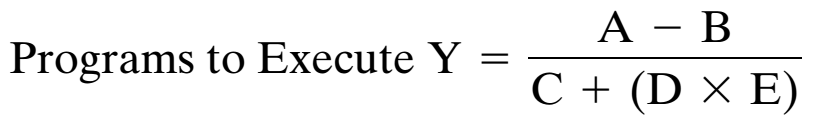 Programs to Execute Y = A − B
C + (D × E)